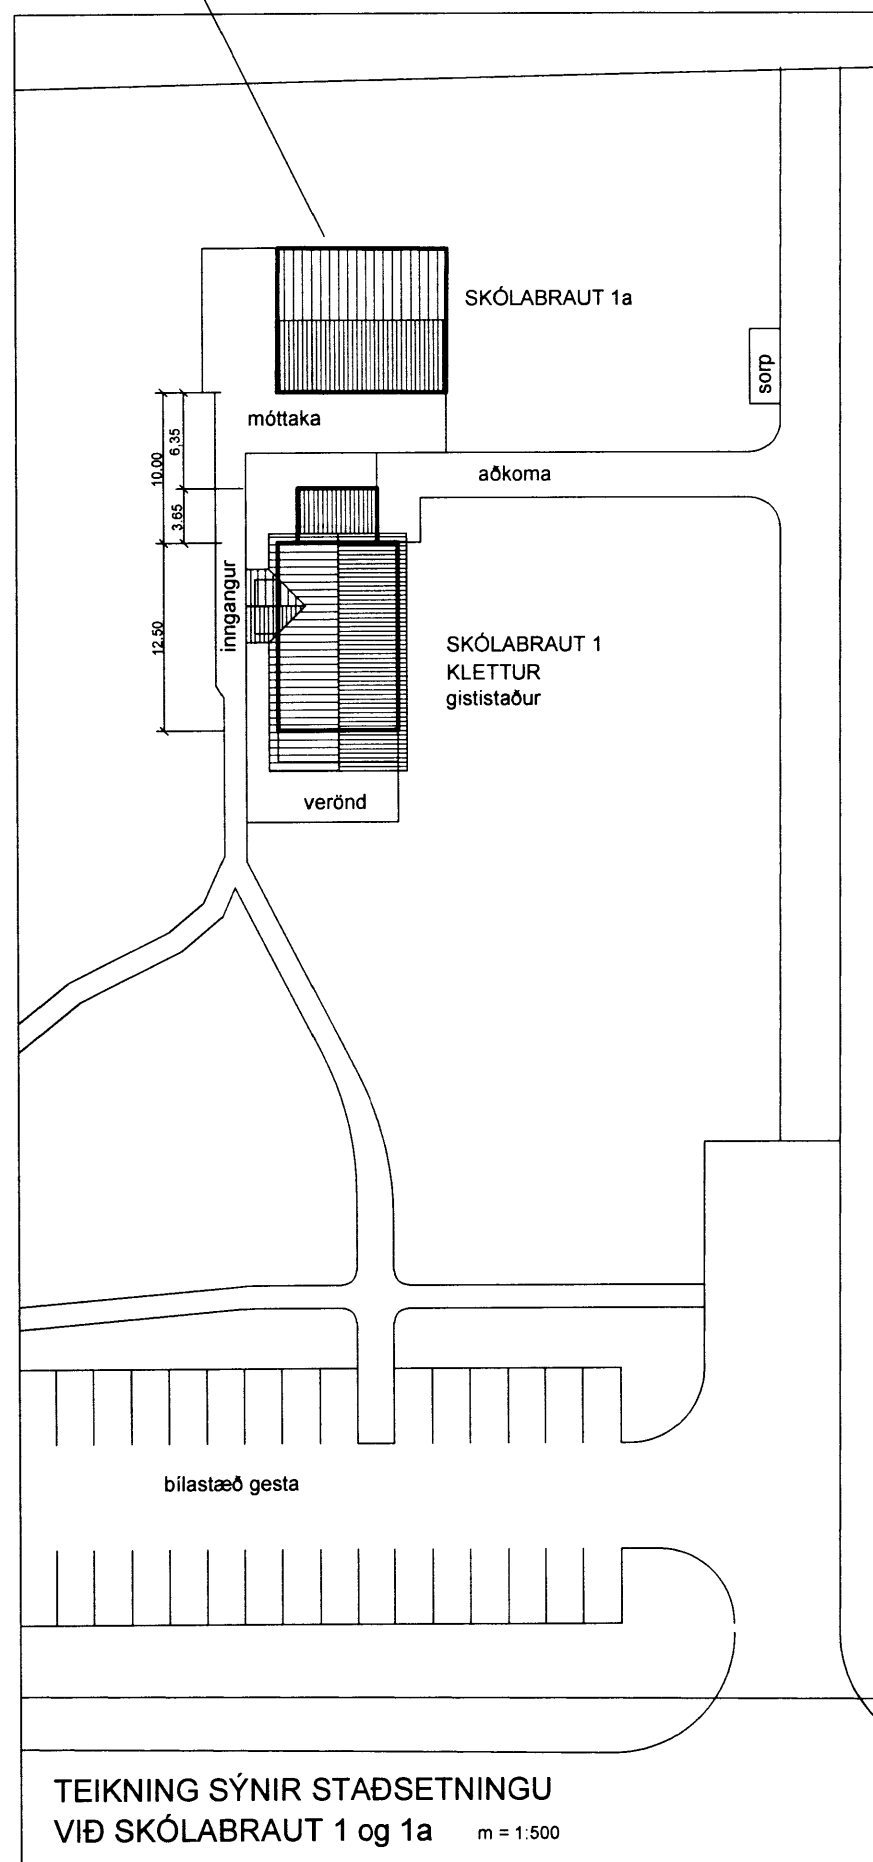 SKÓLABRAUT 1a
sorp
móttaka
10.00
6,35
3.65
aðkoma
inngangur
12.50
SKÓLABRAUT 1
KLETTUR
gististaður
verönd
bílastæð gesta
TEIKNING SÝNIR STAÐSETNINGU
VIÐ SKÓLABRAUT 1 og 1a m = 1:500